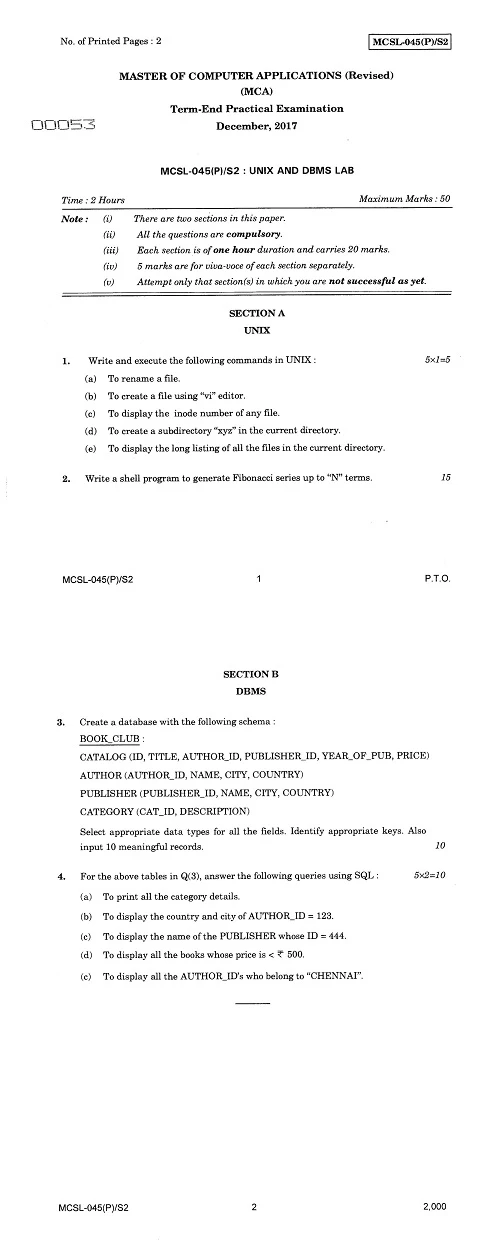 No. of Printed Pages : 2
MCSL-045(P)/S2
MASTER OF COMPUTER APPLICATIONS (Revised)
(MCA)
Term-End Practical Examination
00053
December, 2017
MCSL-045(P)/S2 : UNIX AND DBMS LAB
Time : 2 Hours
Maximum Marks : 50
Note : (i) There are two sections in this paper.
(ii) All the questions are compulsory.
(iii) Each section is of one hour duration and carries 20 marks.
(iv) 5 marks are for viva-voce of each section separately.
(v) Attempt only that section(s) in which you are not successful as yet.
SECTION A
UNIX
1. Write and execute the following commands in UNIX : 5×1=5
(a) To rename a file.
(b) To create a file using “vi” editor.
(c) To display the inode number of any file.
(d) To create a subdirectory “xyz” in the current directory.
(e) To display the long listing of all the files in the current directory.
2. Write a shell program to generate Fibonacci series up to “N” terms. 15
MCSL-045(P)/S2 1 P.T.O.
SECTION B
DBMS
3. Create a database with the following schema :
BOOK_CLUB :
CATALOG (ID, TITLE, AUTHOR_ID, PUBLISHER_ID, YEAR_OF_PUB, PRICE)
AUTHOR (AUTHOR_ID, NAME, CITY, COUNTRY)
PUBLISHER (PUBLISHER_ID, NAME, CITY, COUNTRY)
CATEGORY (CAT_ID, DESCRIPTION)
Select appropriate data types for all the fields. Identify appropriate keys. Also
input 10 meaningful records. 10
4. For the above tables in Q(3), answer the following queries using SQL : 5×2=10
(a) To print all the category details.
(b) To display the country and city of AUTHOR_ID = 123.
(c) To display the name of the PUBLISHER whose ID = 444.
(d) To display all the books whose price is < ₹ 500.
(e) To display all the AUTHOR_ID's who belong to “CHENNAI”.
MCSL-045(P)/S2 2 2,000